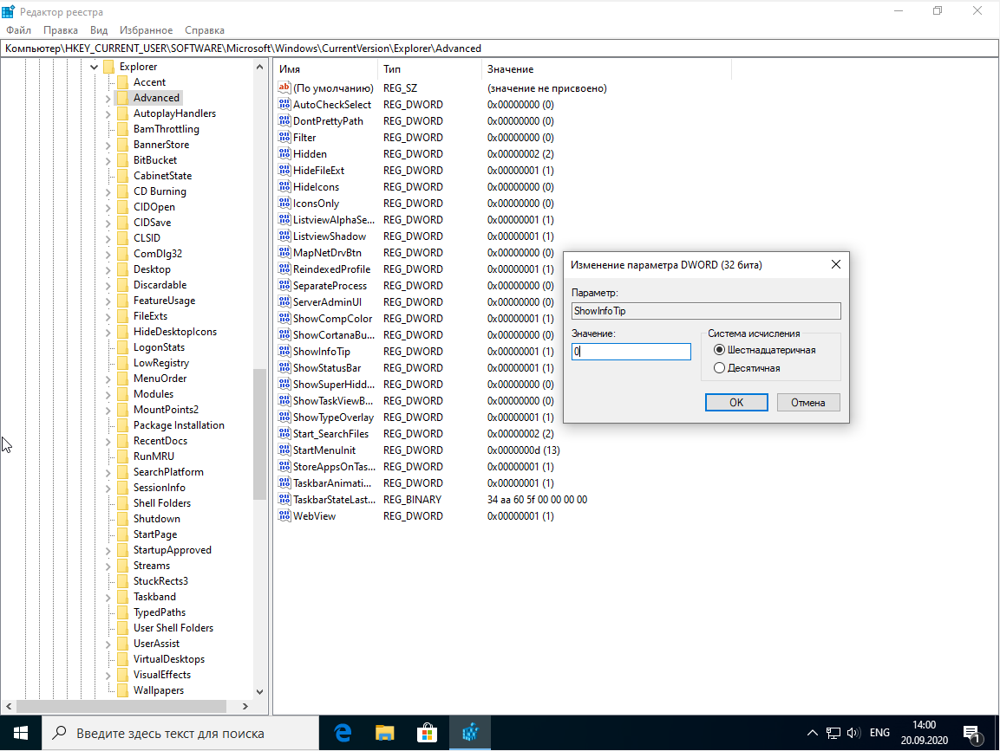 Редактор реестра
Файл Правка Вид Избранное Справка
Компьютер\HKEY_CURRENT_USER\SOFTWARE\Microsoft\Windows\CurrentVersion\Explorer\Advanced
Explorer
Accent
Advanced
AutoplayHandlers
BamThrottling
BannerStore
BitBucket
CabinetState
CD Burning
CIDOpen
CIDSave
CLSID
ComDlg32
Desktop
Discardable
FeatureUsage
FileExts
HideDesktopIcons
LogonStats
LowRegistry
MenuOrder
Modules
MountPoints2
Package Installation
RecentDocs
RunMRU
SearchPlatform
SessionInfo
Shell Folders
Shutdown
StartPage
StartupApproved
Streams
StuckRects3
Taskband
TypedPaths
User Shell Folders
UserAssist
VirtualDesktops
VisualEffects
Wallpapers
Имя Тип Значение
ab (По умолчанию) REG_SZ (значение не присвоено)
AutoCheckSelect REG_DWORD 0x00000000 (0)
DontPrettyPath REG_DWORD 0x00000000 (0)
Filter REG_DWORD 0x00000000 (0)
Hidden REG_DWORD 0x00000002 (2)
HideFileExt REG_DWORD 0x00000001 (1)
HideIcons REG_DWORD 0x00000000 (0)
IconsOnly REG_DWORD 0x00000000 (0)
ListviewAlphaSe... REG_DWORD 0x00000001 (1)
ListviewShadow REG_DWORD 0x00000001 (1)
MapNetDrvBtn REG_DWORD 0x00000000 (0)
ReindexedProfile REG_DWORD 0x00000001 (1)
SeparateProcess REG_DWORD 0x00000000 (0)
ServerAdminUI REG_DWORD 0x00000000 (0)
ShowCompColor REG_DWORD 0x00000001 (1)
ShowCortanaBu... REG_DWORD 0x00000000 (0)
ShowInfoTip REG_DWORD 0x00000001 (1)
ShowStatusBar REG_DWORD 0x00000001 (1)
ShowSuperHidd... REG_DWORD 0x00000000 (0)
ShowTaskViewB... REG_DWORD 0x00000000 (0)
ShowTypeOverlay REG_DWORD 0x00000001 (1)
Start_SearchFiles REG_DWORD 0x00000002 (2)
StartMenuInit REG_DWORD 0x0000000d (13)
StoreAppsOnTas... REG_DWORD 0x00000001 (1)
TaskbarAnimati... REG_DWORD 0x00000001 (1)
TaskbarStateLast... REG_BINARY 34 aa 60 5f 00 00 00 00
WebView REG_DWORD 0x00000001 (1)
Изменение параметра DWORD (32 бита)
Параметр:
ShowInfoTip
Значение:
0
Система исчисления
Шестнадцатеричная
Десятичная
OK Отмена
Введите здесь текст для поиска
ENG
14:00
20.09.2020
1